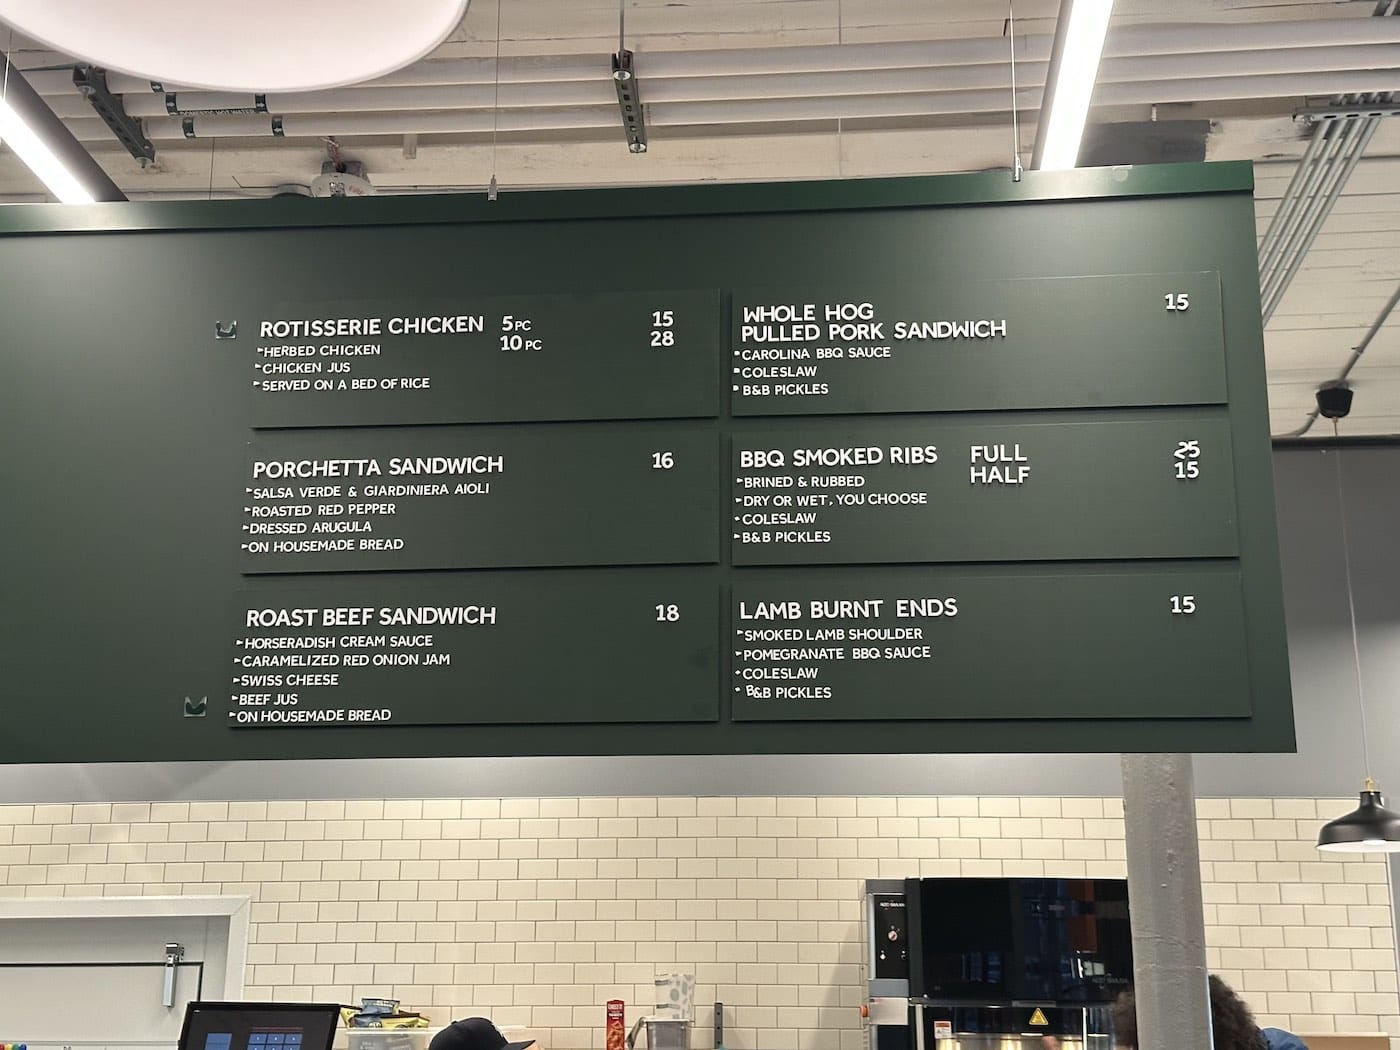 DOMESTIC HOT WATER
ROTISSERIE CHICKEN 5PC 15
10 PC 28
HERBED CHICKEN
CHICKEN JUS
SERVED ON A BED OF RICE
PORCHETTA SANDWICH 16
SALSA VERDE & GIARDINIERA AIOLI
ROASTED RED PEPPER
DRESSED ARUGULA
ON HOUSEMADE BREAD
ROAST BEEF SANDWICH 18
HORSERADISH CREAM SAUCE
CARAMELIZED RED ONION JAM
SWISS CHEESE
BEEF JUS
ON HOUSEMADE BREAD
WHOLE HOG 15
PULLED PORK SANDWICH
CAROLINA BBQ SAUCE
COLESLAW
B&B PICKLES
BBQ SMOKED RIBS FULL 25
HALF 15
BRINED & RUBBED
DRY OR WET, YOU CHOOSE
COLESLAW
B&B PICKLES
LAMB BURNT ENDS 15
SMOKED LAMB SHOULDER
POMEGRANATE BBQ SAUCE
COLESLAW
B&B PICKLES